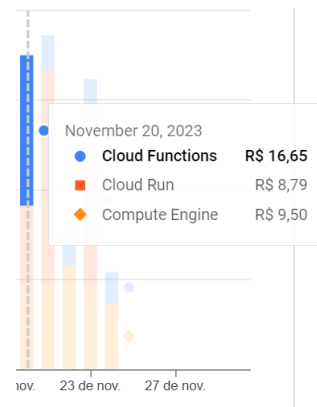 November 20, 2023
Cloud Functions R$ 16,65
Cloud Run R$ 8,79
Compute Engine R$ 9,50
nov. 23 de nov. 27 de nov.